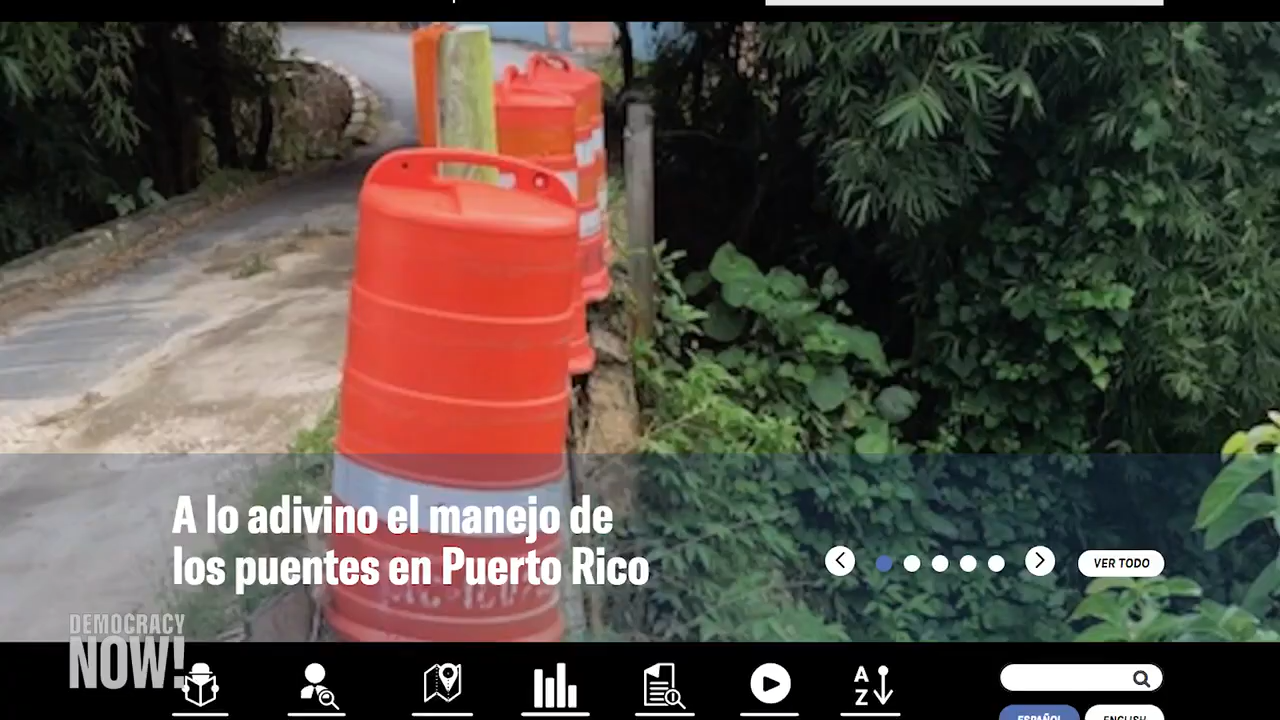 A lo adivino el manejo de
los puentes en Puerto Rico
VER TODO
DEMOCRACY
NOW!
A
Z
ESPAÑOL
ENGLISH